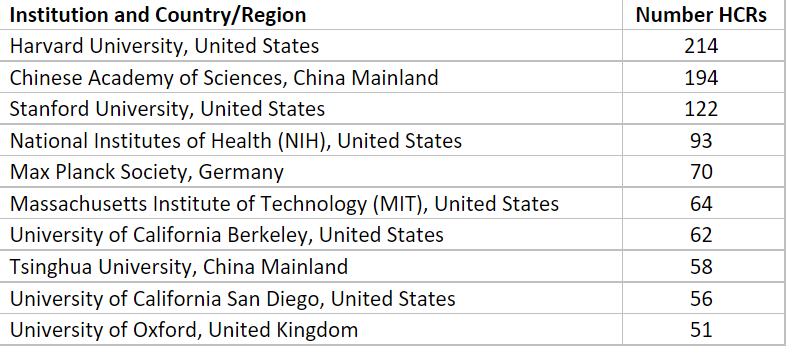 Institution and Country/Region Number HCRs
Harvard University, United States 214
Chinese Academy of Sciences, China Mainland 194
Stanford University, United States 122
National Institutes of Health (NIH), United States 93
Max Planck Society, Germany 70
Massachusetts Institute of Technology (MIT), United States 64
University of California Berkeley, United States 62
Tsinghua University, China Mainland 58
University of California San Diego, United States 56
University of Oxford, United Kingdom 51